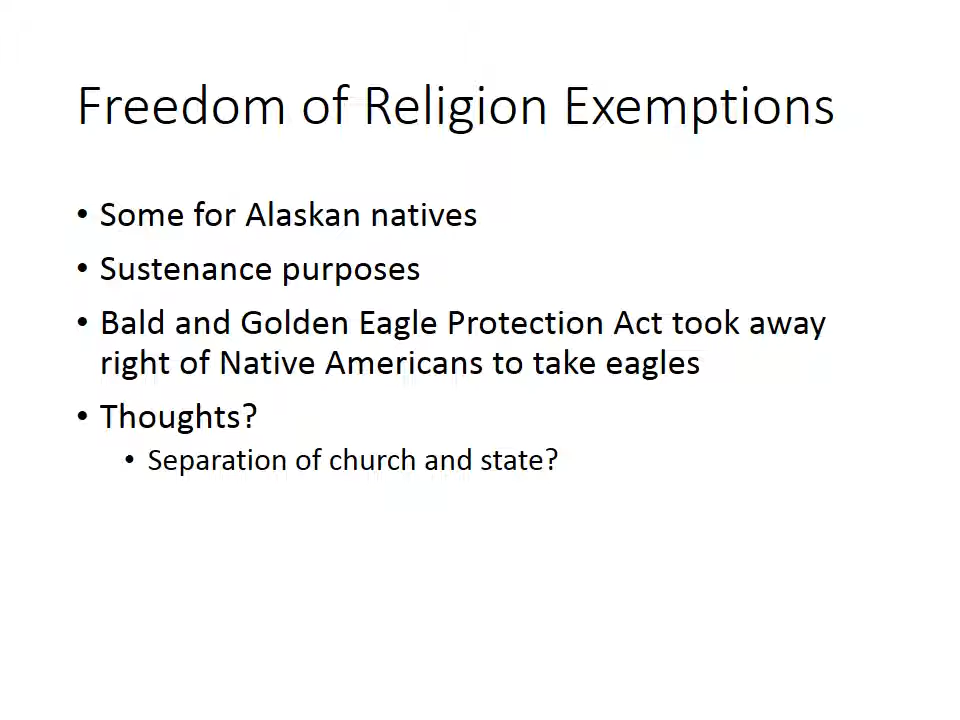 Freedom of Religion Exemptions
• Some for Alaskan natives
• Sustenance purposes
• Bald and Golden Eagle Protection Act took away
right of Native Americans to take eagles
• Thoughts?
• Separation of church and state?